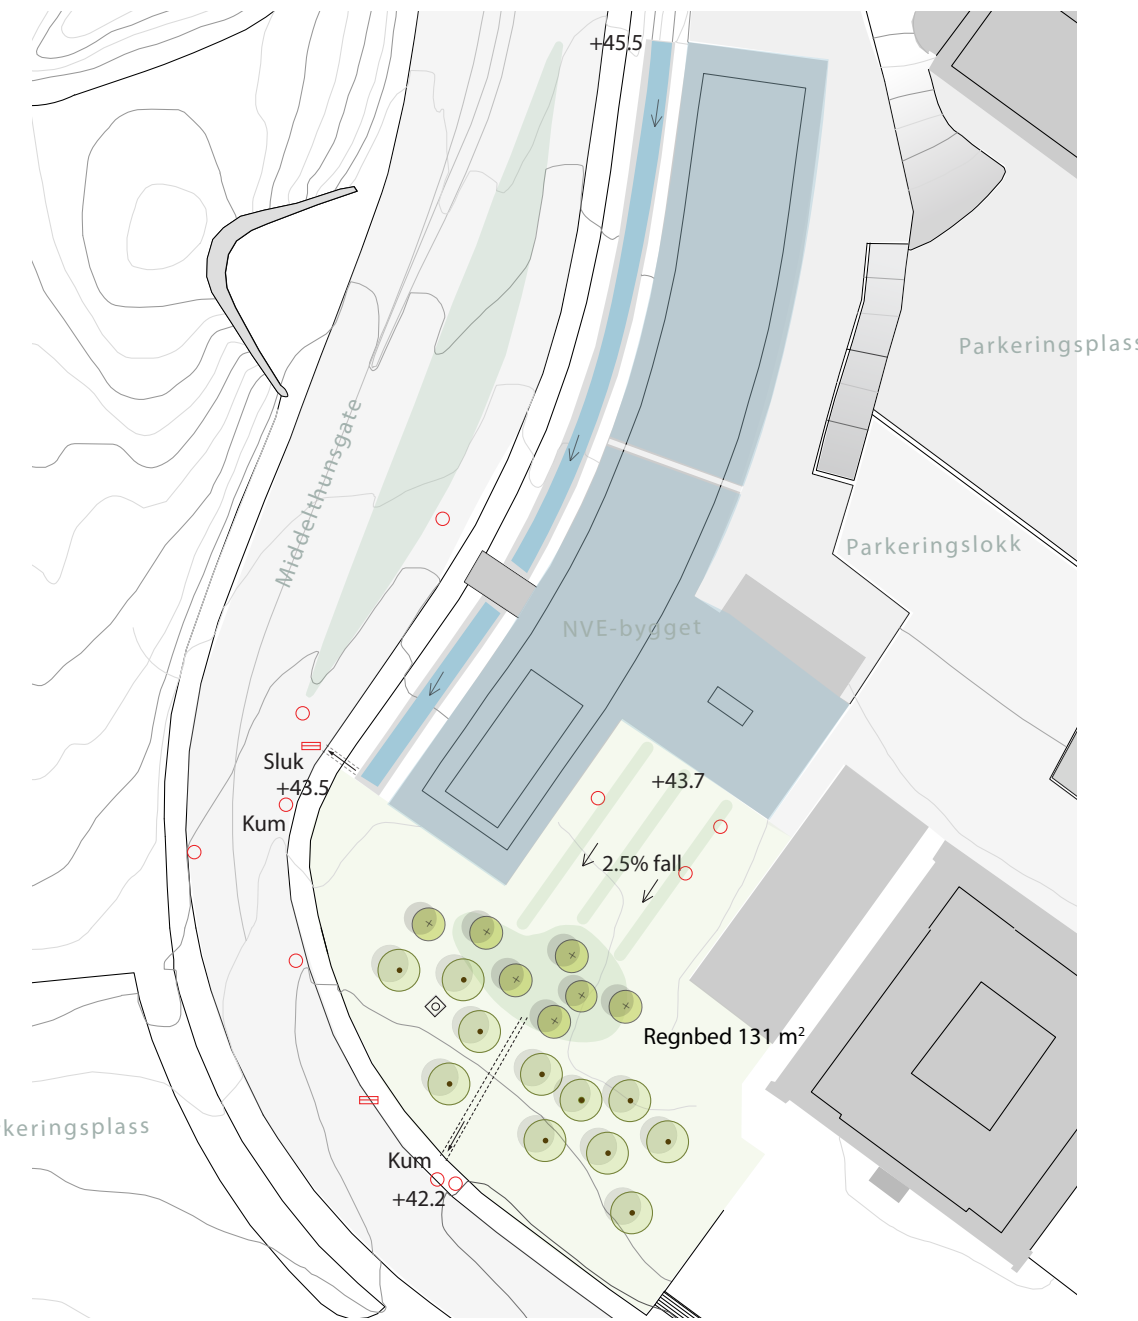 +45.5
Parkeringsplass
Middelthunsgate
Parkeringslokk
NVE-bygget
Sluk
+43.5
+43.7
Kum
2.5% fall
Regnbed 131 m²
keringsplass
Kum
+42.2